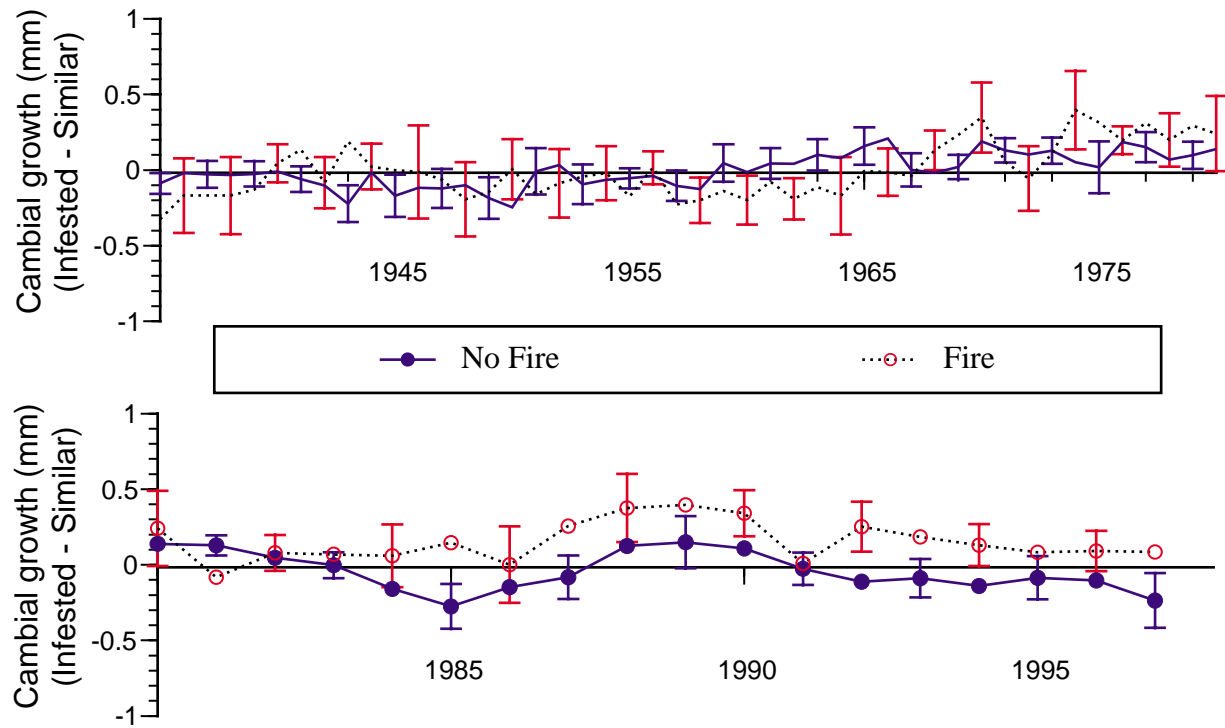 Cambial growth (mm)
(Infested - Similar)
1
0.5
0
-0.5
-1
1945 1955 1965 1975
No Fire Fire
Cambial growth (mm)
(Infested - Similar)
1
0.5
0
-0.5
-1
1985 1990 1995